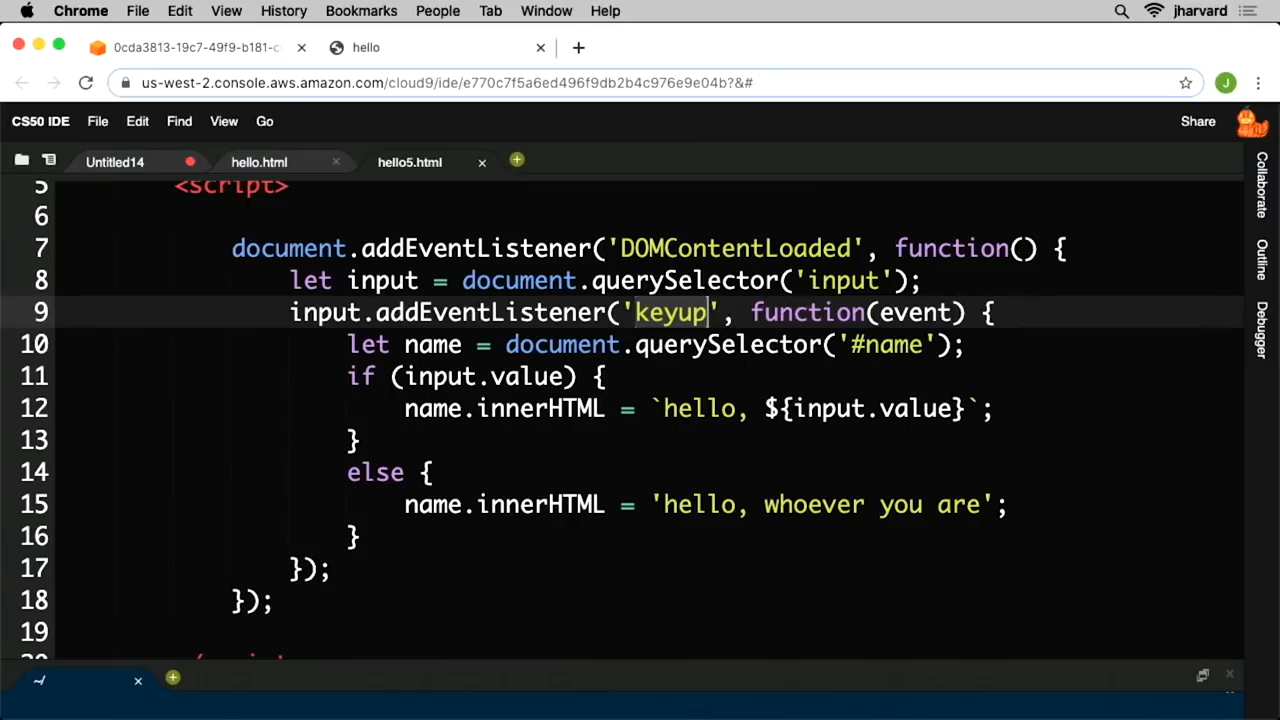 Chrome File Edit View History Bookmarks People Tab Window Help jharvard
0cda3813-19c7-49f9-b181-c hello
us-west-2.console.aws.amazon.com/cloud9/ide/e770c7f5a6ed496f9db2b4c976e9e04b?&# J
CS50 IDE File Edit Find View Go Share
Untitled14 hello.html hello5.html
Collaborate
Outline
Debugger
5 <script>
6
7 document.addEventListener('DOMContentLoaded', function() {
8 let input = document.querySelector('input');
9 input.addEventListener('keyup', function(event) {
10 let name = document.querySelector('#name');
11 if (input.value) {
12 name.innerHTML = `hello, ${input.value}`;
13 }
14 else {
15 name.innerHTML = 'hello, whoever you are';
16 }
17 });
18 });
19
~/